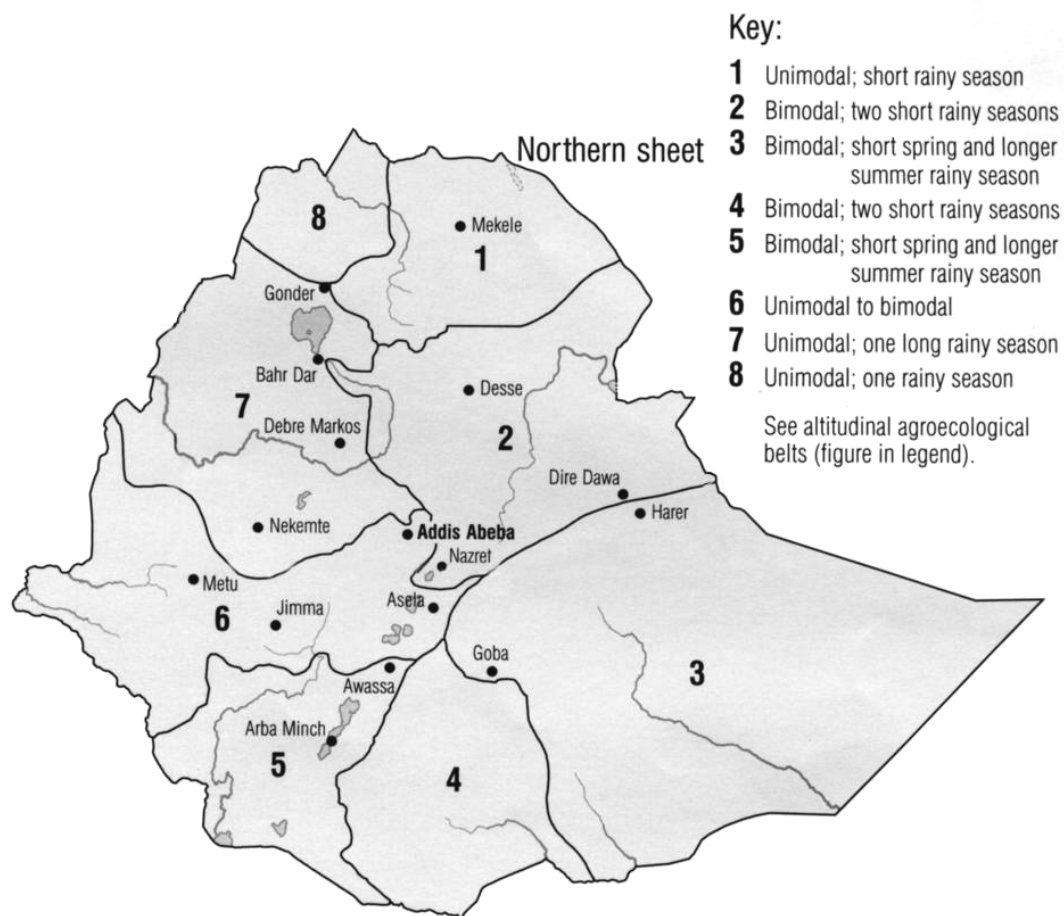 Key:
1 Unimodal; short rainy season
2 Bimodal; two short rainy seasons
3 Bimodal; short spring and longer
summer rainy season
4 Bimodal; two short rainy seasons
5 Bimodal; short spring and longer
summer rainy season
6 Unimodal to bimodal
7 Unimodal; one long rainy season
8 Unimodal; one rainy season
See altitudinal agroecological
belts (figure in legend).
Northern sheet
8
Mekele
1
Gonder
Bahr Dar
Desse
7
2
Debre Markos
Dire Dawa
Harer
Nekemte
Addis Abeba
Nazret
Metu
Asela
6
Jimma
Goba
3
Awassa
Arba Minch
5
4